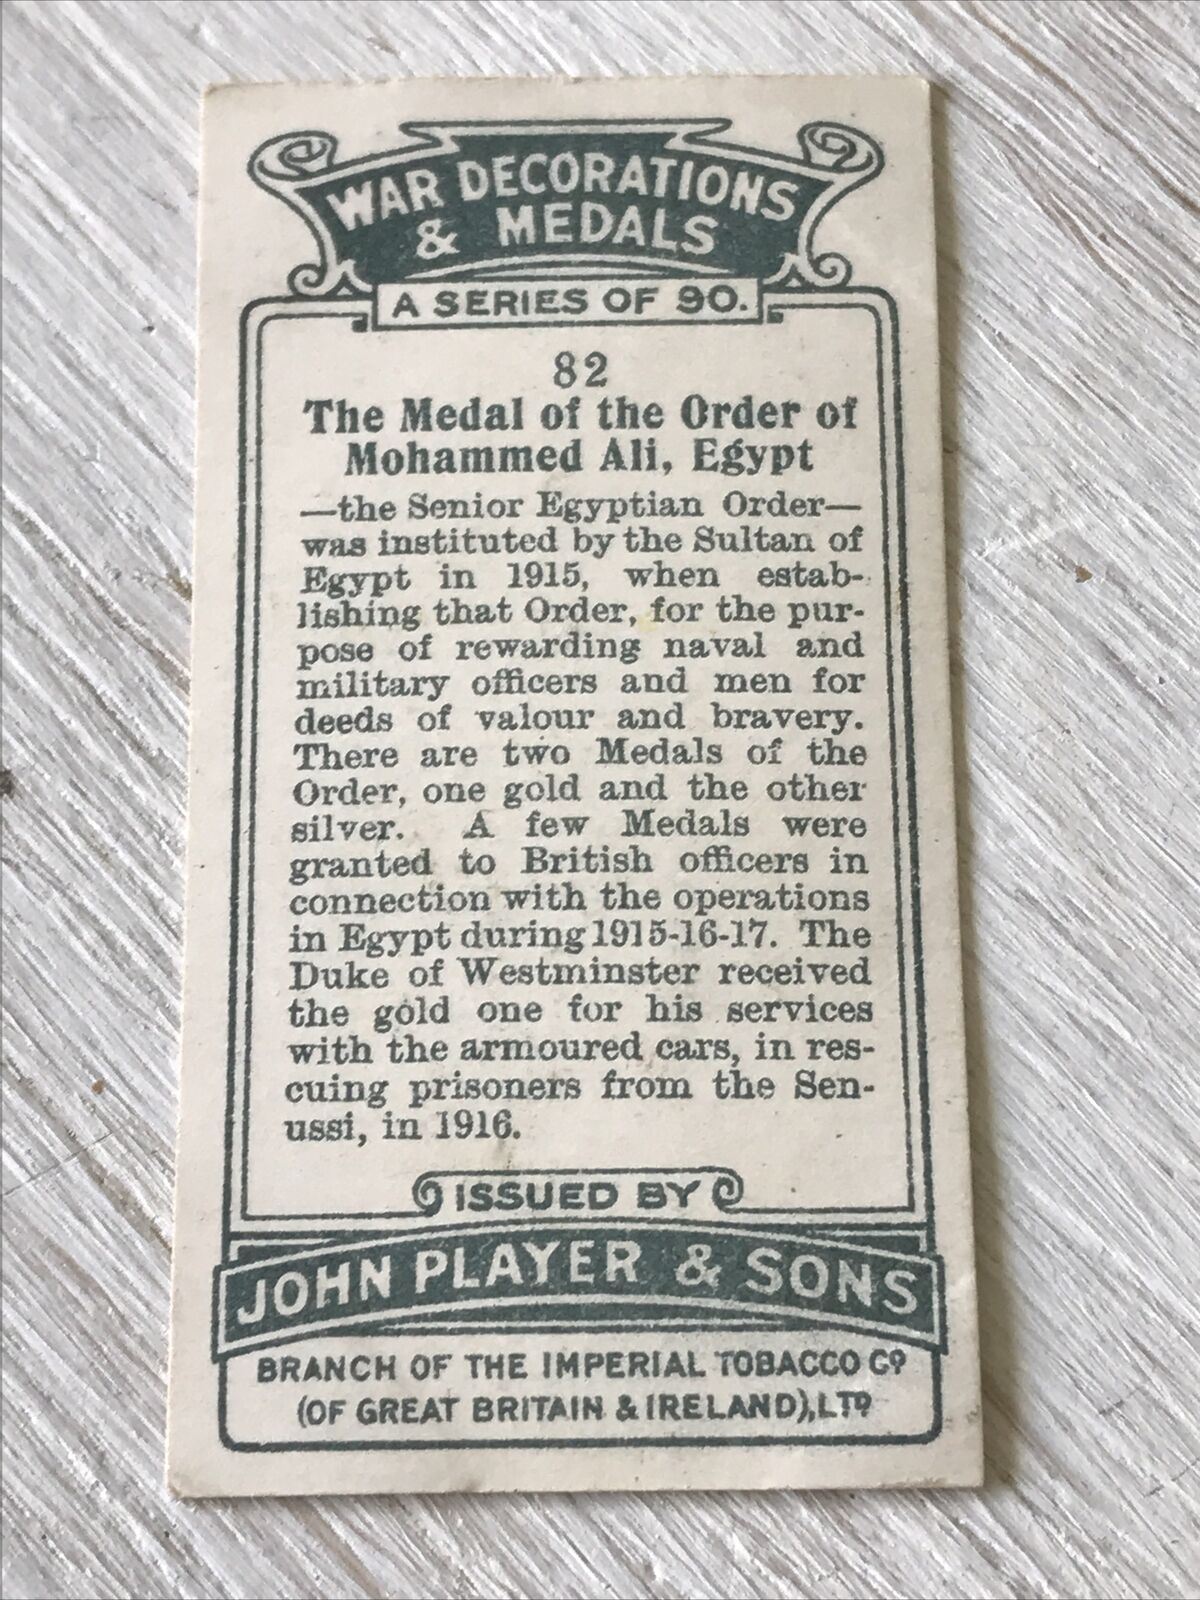 WAR DECORATIONS
& MEDALS
A SERIES OF 90.
82
The Medal of the Order of
Mohammed Ali, Egypt
—the Senior Egyptian Order—
was instituted by the Sultan of
Egypt in 1915, when estab-
lishing that Order, for the pur-
pose of rewarding naval and
military officers and men for
deeds of valour and bravery.
There are two Medals of the
Order, one gold and the other
silver. A few Medals were
granted to British officers in
connection with the operations
in Egypt during 1915-16-17. The
Duke of Westminster received
the gold one for his services
with the armoured cars, in res-
cuing prisoners from the Sen-
ussi, in 1916.
ISSUED BY
JOHN PLAYER & SONS
BRANCH OF THE IMPERIAL TOBACCO CO
(OF GREAT BRITAIN & IRELAND), LTD